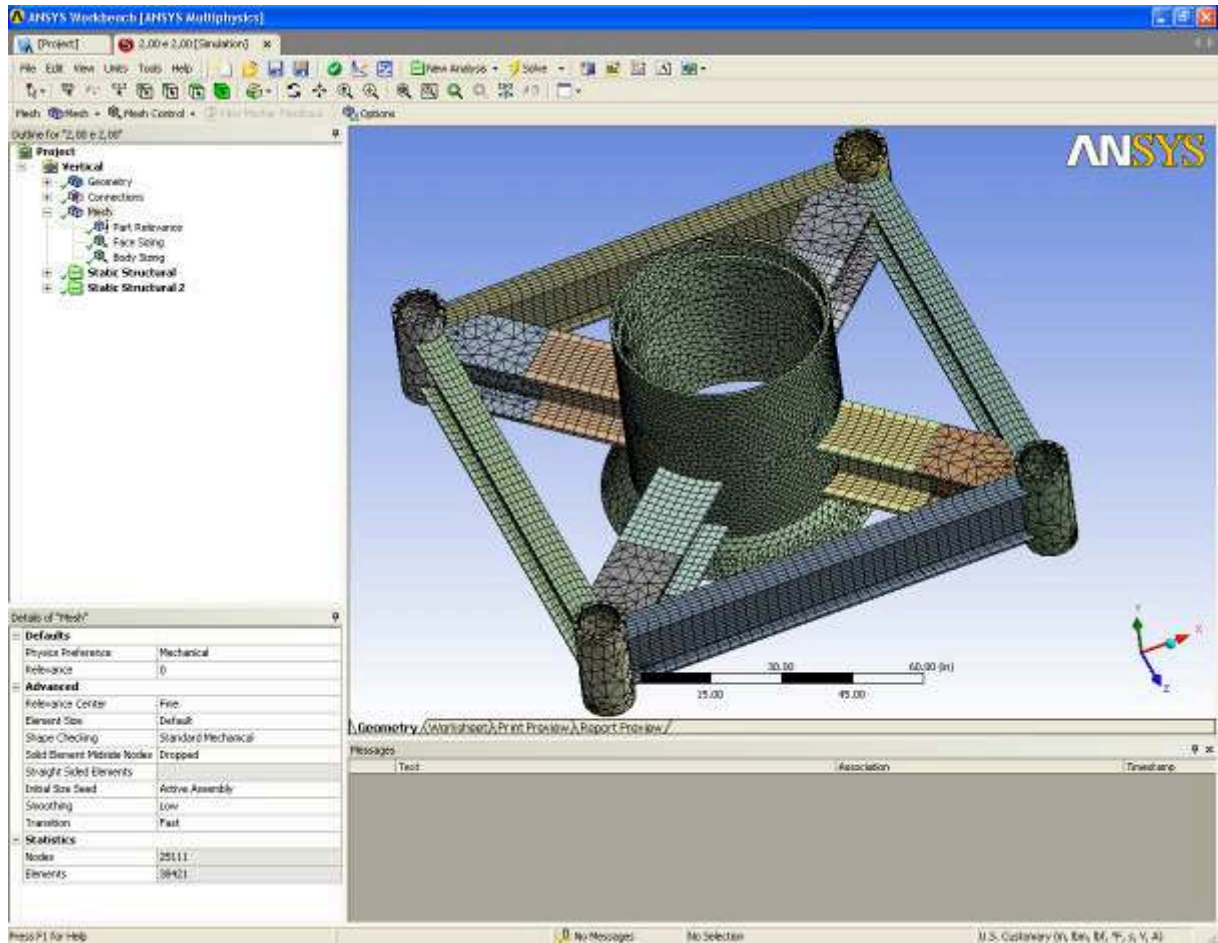 ANSYS Workbench [ANSYS Multiphysics]
[Project]
2,00 e 2,00 [Simulation]
File Edit View Units Tools Help
New Analysis
Solve
Mesh
Mesh
Mesh Control
Options
Outline for "2,00 e 2,00"
Project
Vertical
Geometry
Connections
Mesh
Part Relevance
Face Sizing
Body Sizing
Static Structural
Static Structural 2
ANSYS
30.00
60.00 (in)
15.00
45.00
Y
X
Z
Geometry
Worksheet
Print Preview
Report Preview
Details of "Mesh"
Defaults
Physics Preference Mechanical
Relevance 0
Advanced
Relevance Center Fine
Element Size Default
Shape Checking Standard Mechanical
Solid Element Midside Nodes Dropped
Straight Sided Elements
Initial Size Seed Active Assembly
Smoothing Low
Transition Fast
Statistics
Nodes 25111
Elements 38421
Messages
Text Association Timestamp
Press F1 for Help
No Messages
No Selection
U.S. Customary (in, lbm, lbf, °F, s, V, A)